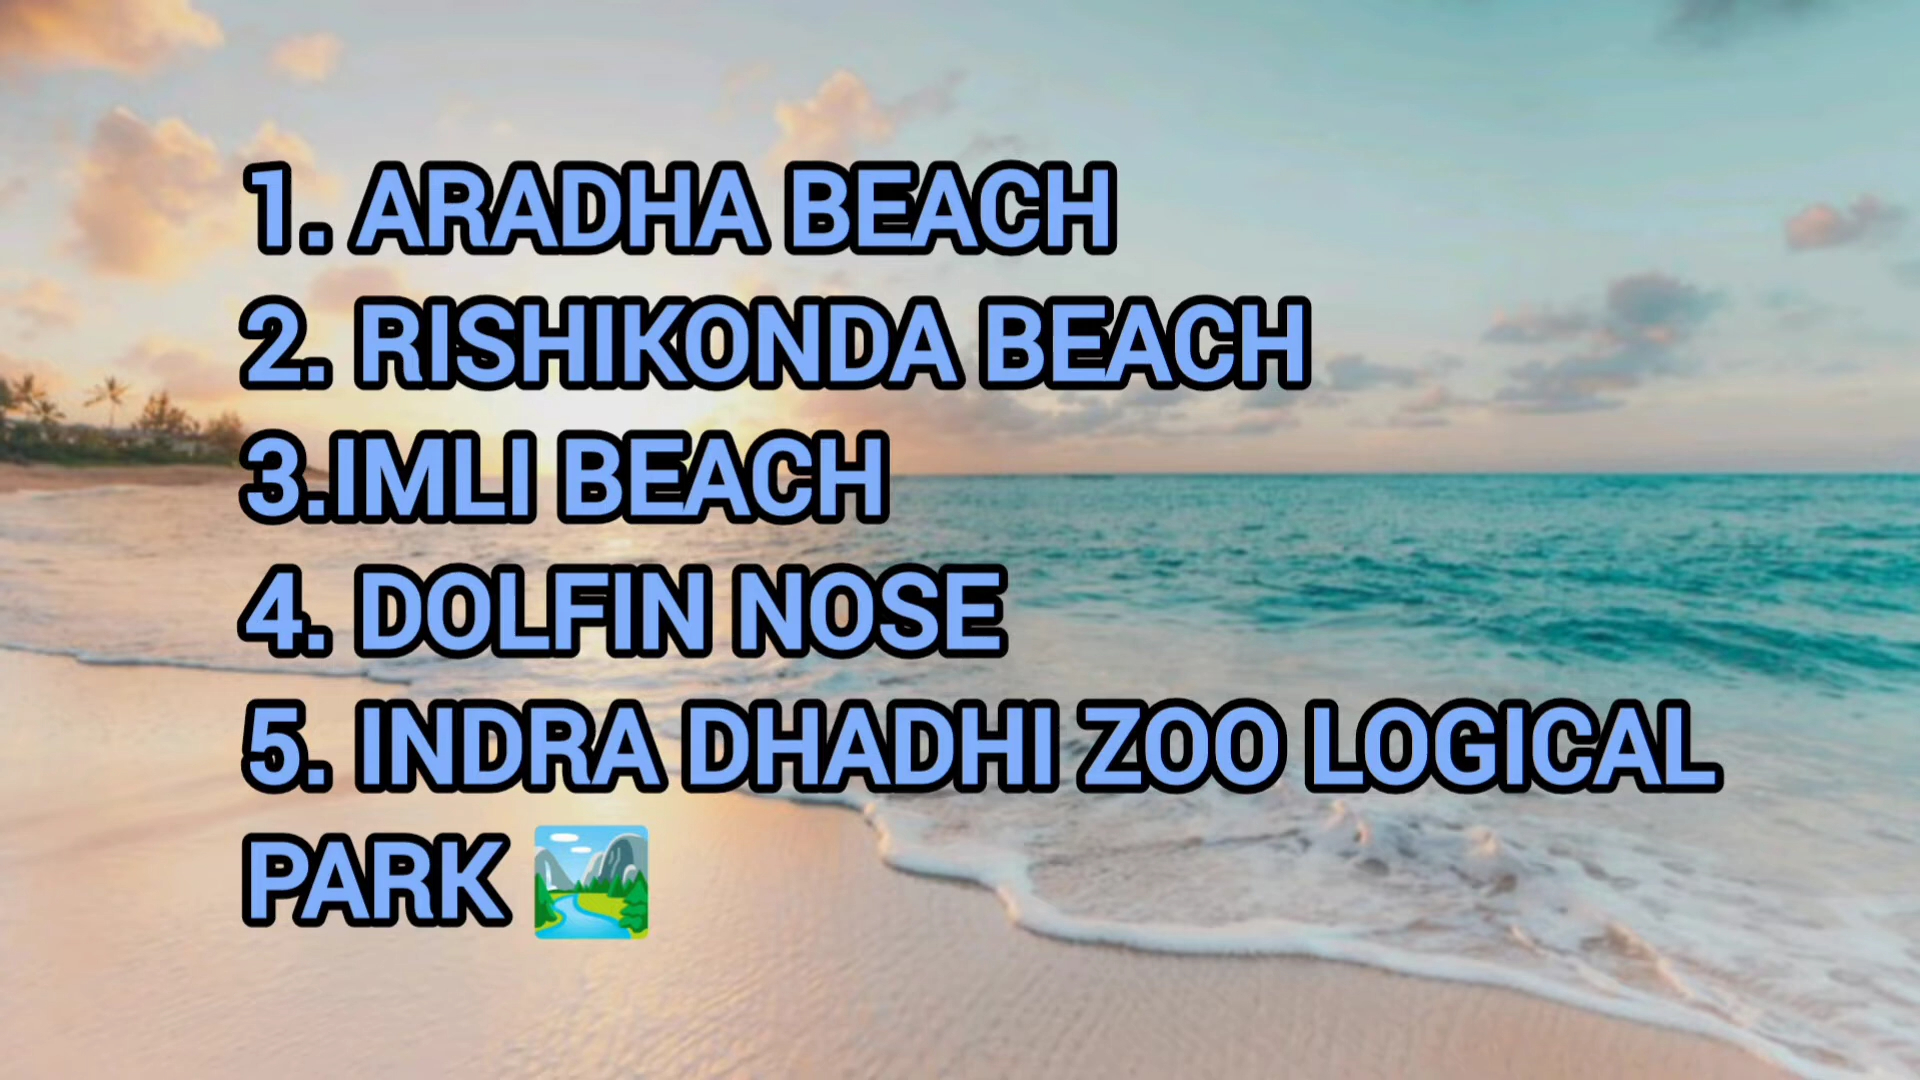 1. ARADHA BEACH
2. RISHIKONDA BEACH
3.IMLI BEACH
4. DOLFIN NOSE
5. INDRA DHADHI ZOO LOGICAL
PARK 🏞️